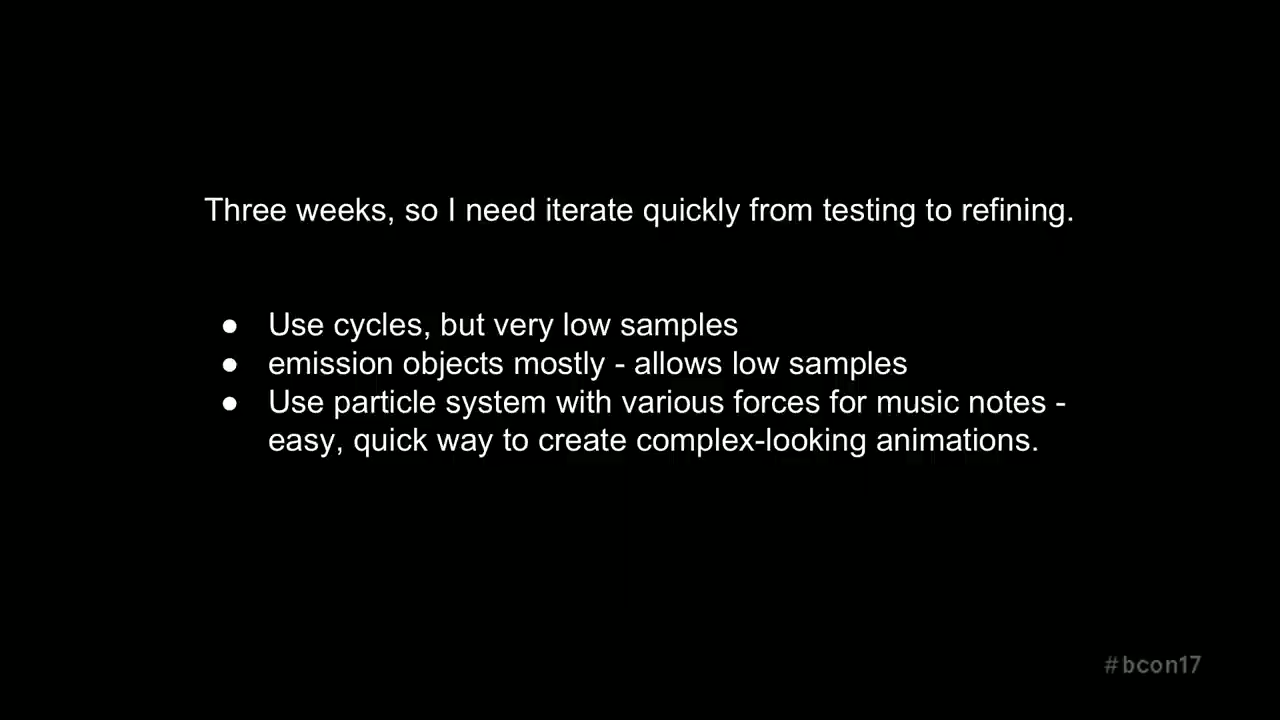 Three weeks, so I need iterate quickly from testing to refining.
● Use cycles, but very low samples
● emission objects mostly - allows low samples
● Use particle system with various forces for music notes -
easy, quick way to create complex-looking animations.
#bcon17